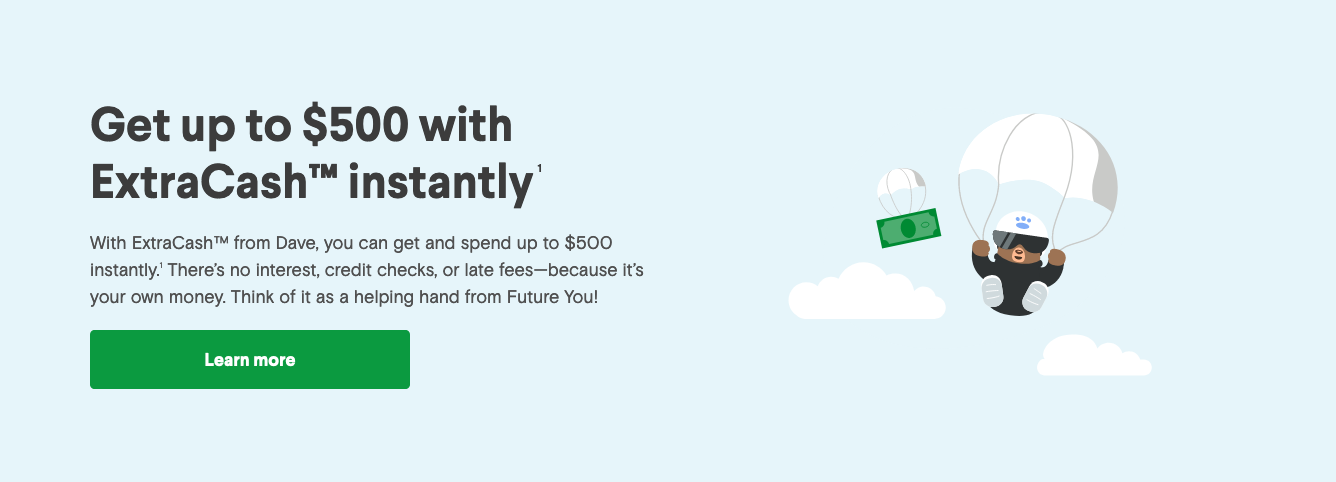 Get up to $500 with
ExtraCash™ instantly¹
With ExtraCash™ from Dave, you can get and spend up to $500
instantly.¹ There’s no interest, credit checks, or late fees—because it’s
your own money. Think of it as a helping hand from Future You!
Learn more